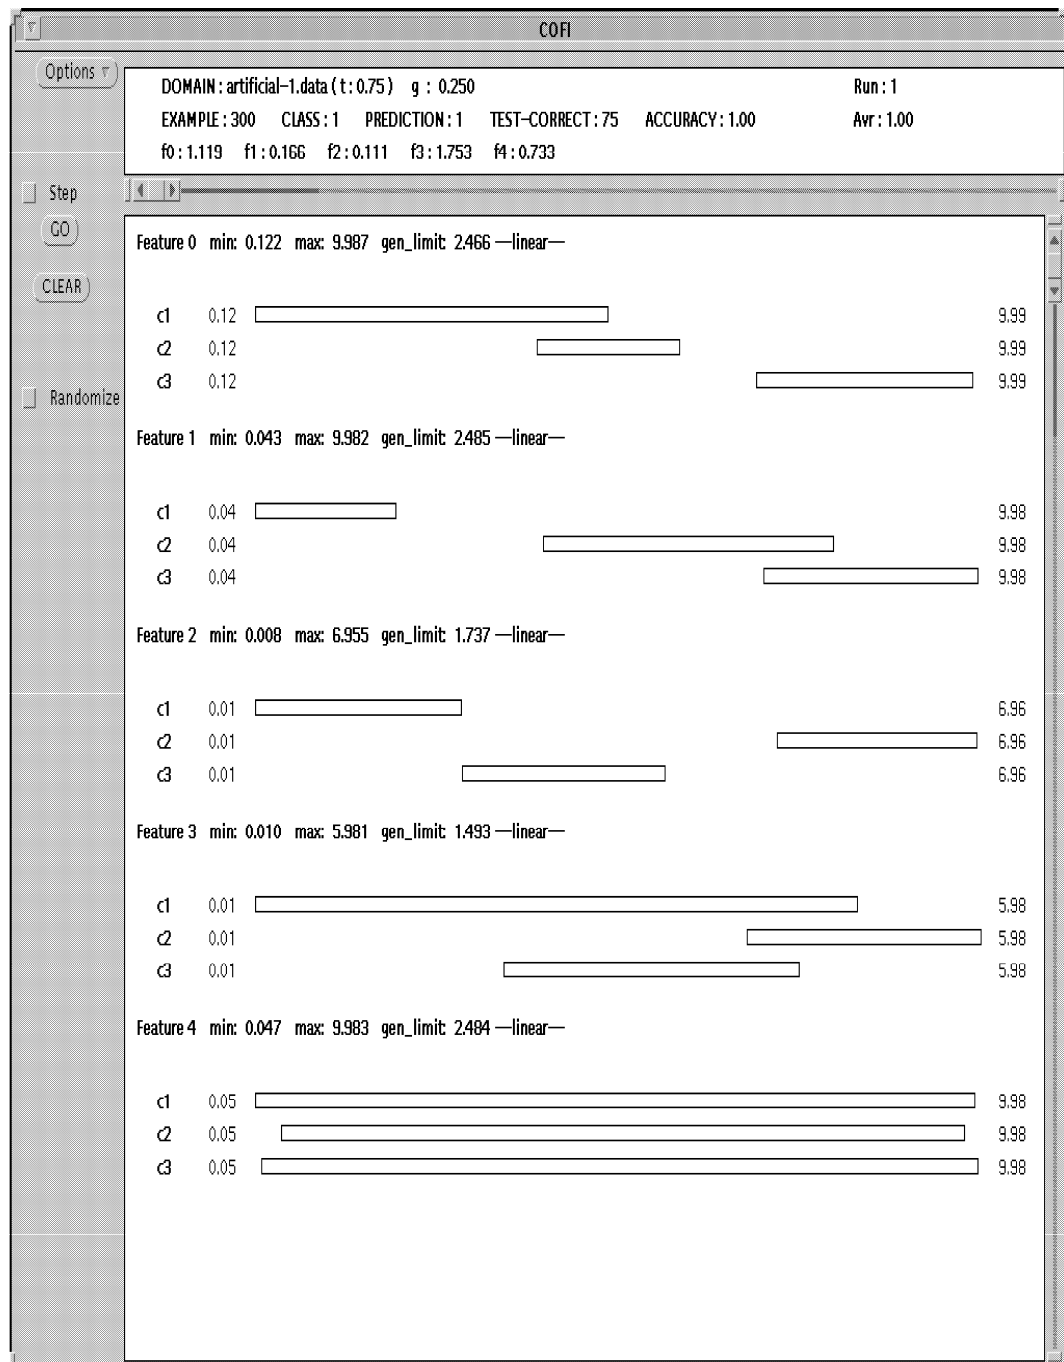 COFI
Options
DOMAIN : artificial-1.data ( t : 0.75 ) g : 0.250 Run : 1
EXAMPLE : 300 CLASS : 1 PREDICTION : 1 TEST-CORRECT : 75 ACCURACY : 1.00 Avr : 1.00
f0 : 1.119 f1 : 0.166 f2 : 0.111 f3 : 1.753 f4 : 0.733
Step
GO
CLEAR
Randomize
Feature 0 min: 0.122 max: 9.987 gen_limit: 2.466 —linear—
c1 0.12 9.99
c2 0.12 9.99
c3 0.12 9.99
Feature 1 min: 0.043 max: 9.982 gen_limit: 2.485 —linear—
c1 0.04 9.98
c2 0.04 9.98
c3 0.04 9.98
Feature 2 min: 0.008 max: 6.955 gen_limit: 1.737 —linear—
c1 0.01 6.96
c2 0.01 6.96
c3 0.01 6.96
Feature 3 min: 0.010 max: 5.981 gen_limit: 1.493 —linear—
c1 0.01 5.98
c2 0.01 5.98
c3 0.01 5.98
Feature 4 min: 0.047 max: 9.983 gen_limit: 2.484 —linear—
c1 0.05 9.98
c2 0.05 9.98
c3 0.05 9.98